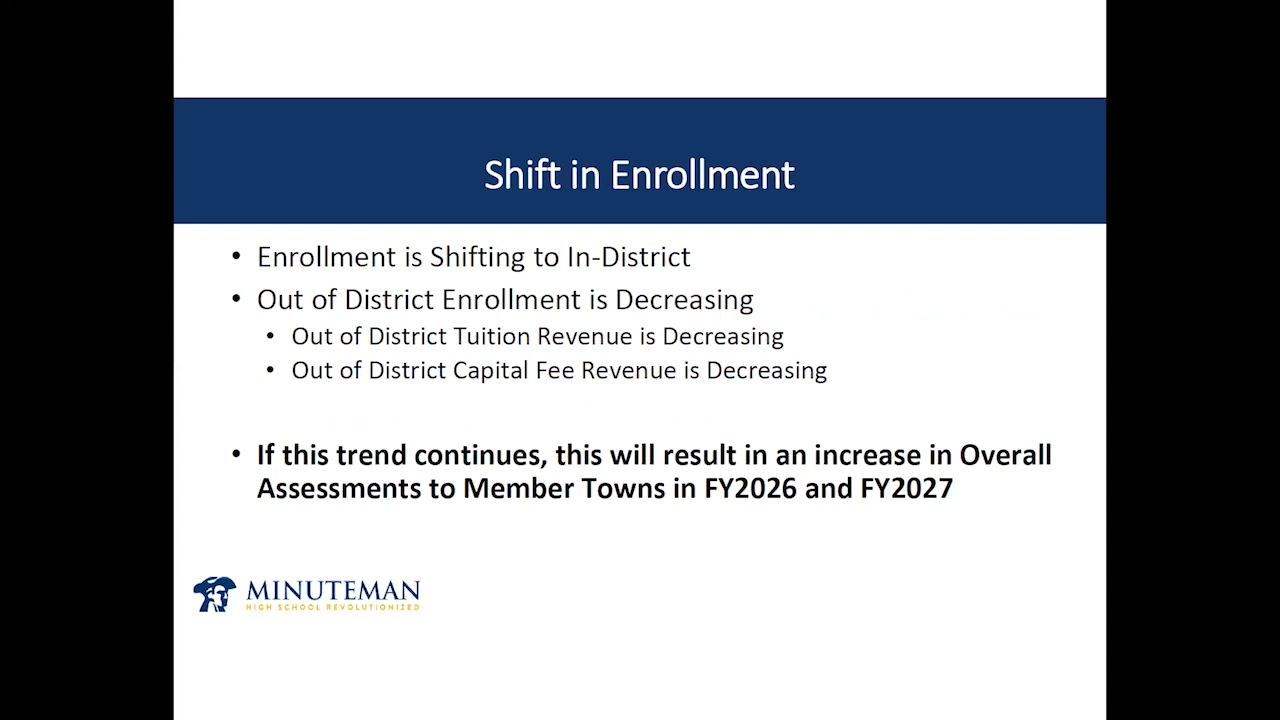 Shift in Enrollment
• Enrollment is Shifting to In-District
• Out of District Enrollment is Decreasing
• Out of District Tuition Revenue is Decreasing
• Out of District Capital Fee Revenue is Decreasing
• If this trend continues, this will result in an increase in Overall
Assessments to Member Towns in FY2026 and FY2027
MINUTEMAN
HIGH SCHOOL REVOLUTIONIZED